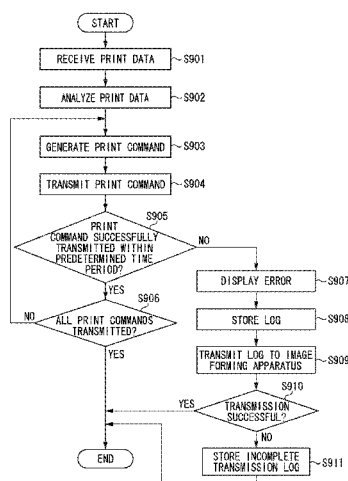 START
RECEIVE PRINT DATA
S901
ANALYZE PRINT DATA
S902
GENERATE PRINT COMMAND
S903
TRANSMIT PRINT COMMAND
S904
S905
PRINT
COMMAND SUCCESSFULLY
TRANSMITTED WITHIN
PREDETERMINED TIME
PERIOD?
NO
YES
S906
NO
ALL PRINT COMMANDS
TRANSMITTED?
YES
DISPLAY ERROR
S907
STORE LOG
S908
TRANSMIT LOG TO IMAGE
FORMING APPARATUS
S909
S910
YES
TRANSMISSION
SUCCESSFUL?
NO
END
STORE INCOMPLETE
TRANSMISSION LOG
S911